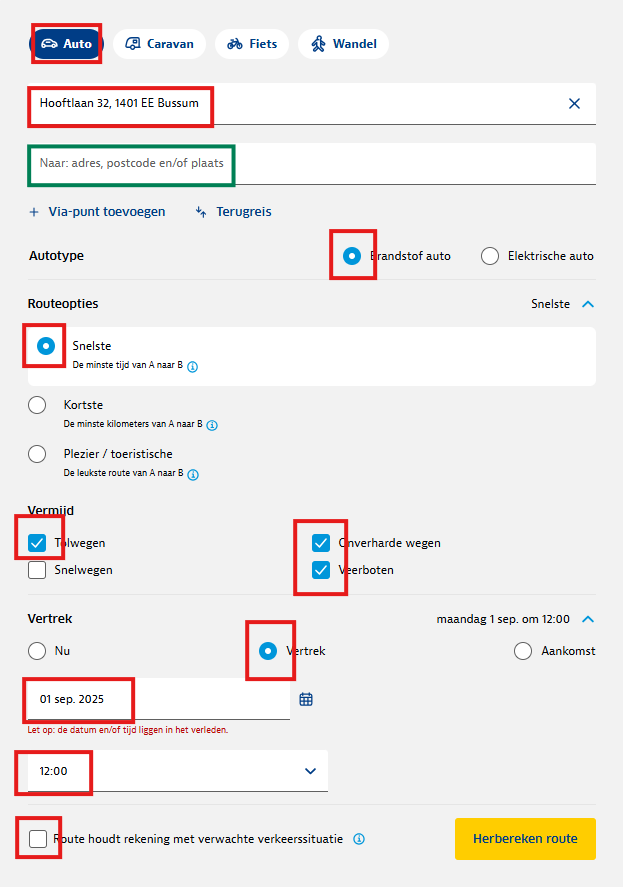 Auto Caravan Fiets Wandel
Hooftlaan 32, 1401 EE Bussum
Naar: adres, postcode en/of plaats
Via-punt toevoegen Terugreis
Autotype Brandstof auto Elektrische auto
Routeopties Snelste
Snelste
De minste tijd van A naar B
Kortste
De minste kilometers van A naar B
Plezier / toeristische
De leukste route van A naar B
Vermijd
Tolwegen Onverharde wegen
Snelwegen Veerboten
Vertrek maandag 1 sep. om 12:00
Nu Vertrek Aankomst
01 sep. 2025
Let op: de datum en/of tijd liggen in het verleden.
12:00
Route houdt rekening met verwachte verkeerssituatie Herbereken route